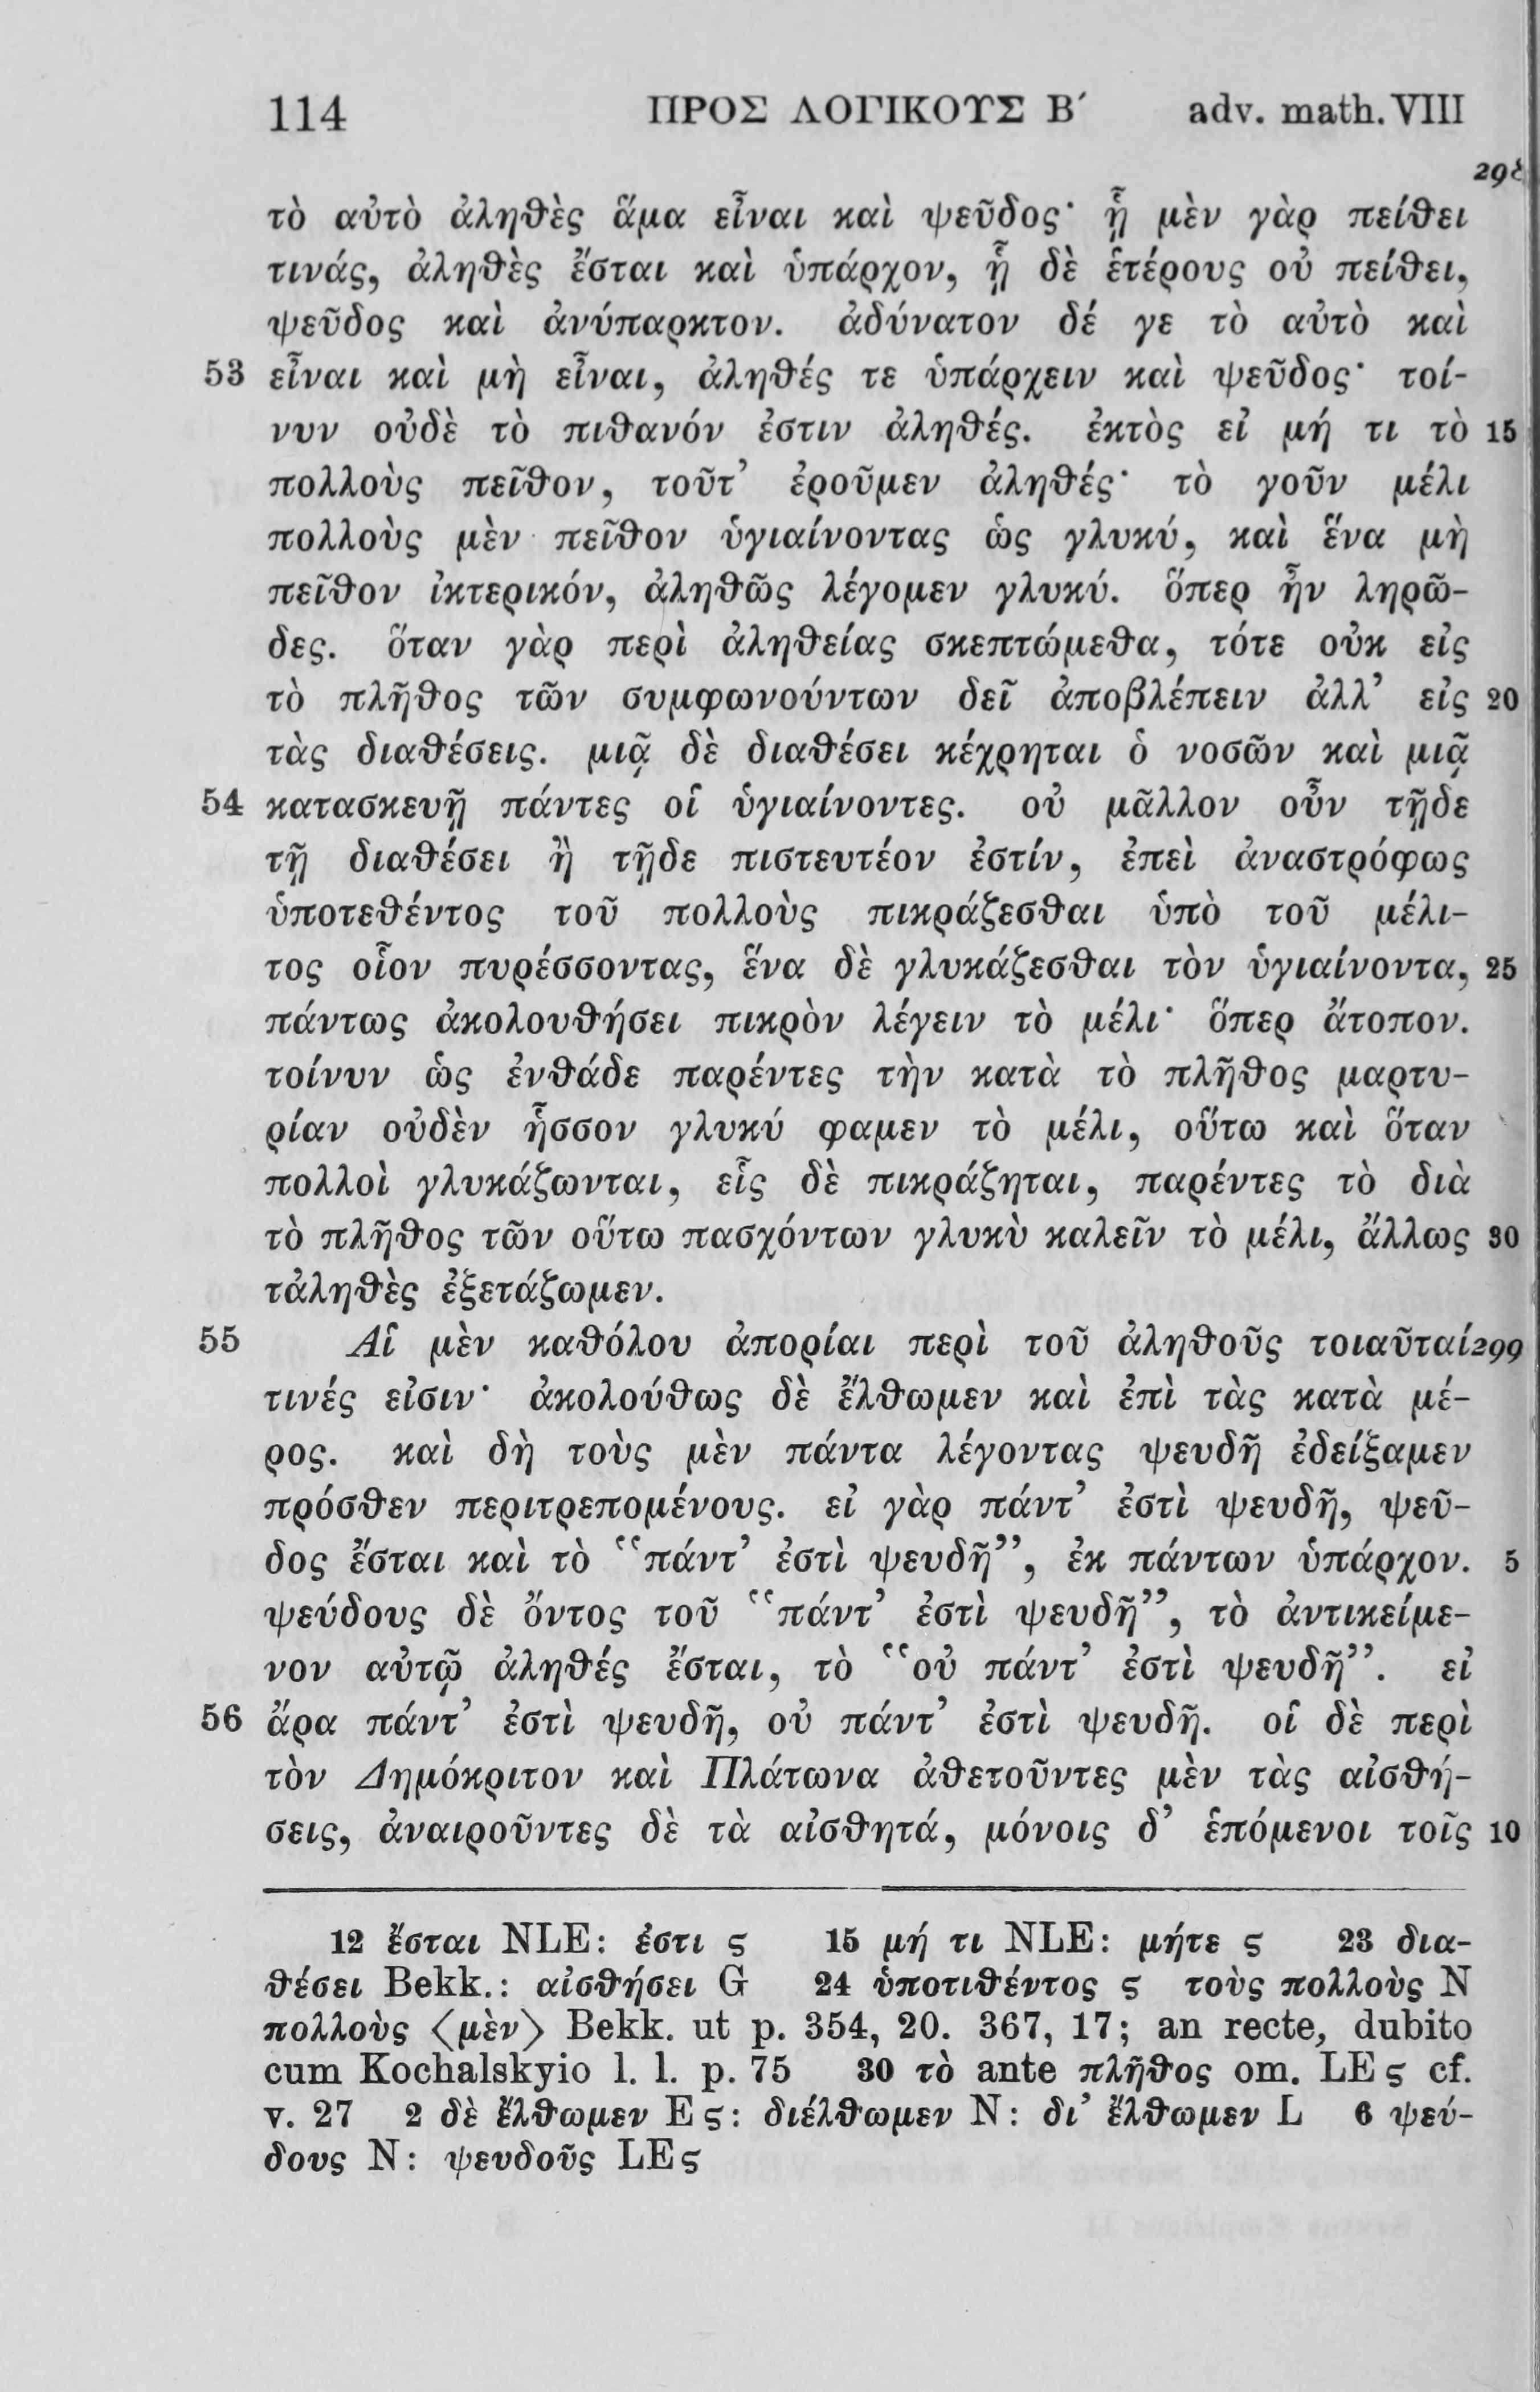 114 ΠΡΟΣ ΛΟΓΙΚΟΥΣ Β´ adv. math. VIII
298
τὸ αὐτὸ ἀληθὲς ἅμα εἶναι καὶ ψεῦδος· ᾗ μὲν γὰρ πείθει
τινάς, ἀληθὲς ἔσται καὶ ὑπάρχον, ᾗ δὲ ἑτέρους οὐ πείθει,
ψεῦδος καὶ ἀνύπαρκτον. ἀδύνατον δέ γε τὸ αὐτὸ καὶ
53 εἶναι καὶ μὴ εἶναι, ἀληθές τε ὑπάρχειν καὶ ψεῦδος· τοί-
νυν οὐδὲ τὸ πιθανόν ἐστιν ἀληθές. ἐκτὸς εἰ μή τι τὸ 15
πολλοὺς πεῖθον, τοῦτ’ ἐροῦμεν ἀληθές· τὸ γοῦν μέλι
πολλοὺς μὲν πεῖθον ὑγιαίνοντας ὡς γλυκύ, καὶ ἕνα μὴ
πεῖθον ἰκτερικόν, ἀληθῶς λέγομεν γλυκύ. ὅπερ ἦν ληρῶ-
δες. ὅταν γὰρ περὶ ἀληθείας σκεπτώμεθα, τότε οὐκ εἰς
τὸ πλῆθος τῶν συμφωνούντων δεῖ ἀποβλέπειν ἀλλ’ εἰς 20
τὰς διαθέσεις. μιᾷ δὲ διαθέσει κέχρηται ὁ νοσῶν καὶ μιᾷ
54 κατασκευῇ πάντες οἱ ὑγιαίνοντες. οὐ μᾶλλον οὖν τῇδε
τῇ διαθέσει ἢ τῇδε πιστευτέον ἐστίν, ἐπεὶ ἀναστρόφως
ὑποτεθέντος τοῦ πολλοὺς πικράζεσθαι ὑπὸ τοῦ μέλι-
τος οἷον πυρέσσοντας, ἕνα δὲ γλυκάζεσθαι τὸν ὑγιαίνοντα, 25
πάντως ἀκολουθήσει πικρὸν λέγειν τὸ μέλι· ὅπερ ἄτοπον.
τοίνυν ὡς ἐνθάδε παρέντες τὴν κατὰ τὸ πλῆθος μαρτυ-
ρίαν οὐδὲν ἧσσον γλυκύ φαμεν τὸ μέλι, οὕτω καὶ ὅταν
πολλοὶ γλυκάζωνται, εἷς δὲ πικράζηται, παρέντες τὸ διὰ
τὸ πλῆθος τῶν οὕτω πασχόντων γλυκὺ καλεῖν τὸ μέλι, ἄλλως 30
τἀληθὲς ἐξετάζωμεν.
55 Αἱ μὲν καθόλου ἀπορίαι περὶ τοῦ ἀληθοῦς τοιαῦταί 299
τινές εἰσιν· ἀκολούθως δὲ ἔλθωμεν καὶ ἐπὶ τὰς κατὰ μέ-
ρος. καὶ δὴ τοὺς μὲν πάντα λέγοντας ψευδῆ ἐδείξαμεν
πρόσθεν περιτρεπομένους. εἰ γὰρ πάντ’ ἐστὶ ψευδῆ, ψεῦ-
δος ἔσται καὶ τὸ “πάντ’ ἐστὶ ψευδῆ”, ἐκ πάντων ὑπάρχον. 5
ψεύδους δὲ ὄντος τοῦ “πάντ’ ἐστὶ ψευδῆ”, τὸ ἀντικείμε-
νον αὐτῷ ἀληθές ἔσται, τὸ “οὐ πάντ’ ἐστὶ ψευδῆ”. εἰ
56 ἄρα πάντ’ ἐστὶ ψευδῆ, οὐ πάντ’ ἐστὶ ψευδῆ. οἱ δὲ περὶ
τὸν Δημόκριτον καὶ Πλάτωνα ἀθετοῦντες μὲν τὰς αἰσθή-
σεις, ἀναιροῦντες δὲ τὰ αἰσθητά, μόνοις δ’ ἑπόμενοι τοῖς 10
12 ἔσται NLE: ἐστι ς 15 μή τι NLE: μήτε ς 23 δια-
θέσει Bekk.: αἰσθήσει G 24 ὑποτιθέντος ς τοὺς πολλοὺς N
πολλοὺς ⟨μὲν⟩ Bekk. ut p. 354, 20. 367, 17; an recte, dubito
cum Kochalskyio l. l. p. 75 30 τὸ ante πλῆθος om. LE ς cf.
v. 27 2 δὲ ἔλθωμεν E ς: διέλθωμεν N: δι’ ἔλθωμεν L 6 ψεύ-
δους N: ψευδοῦς LE ς